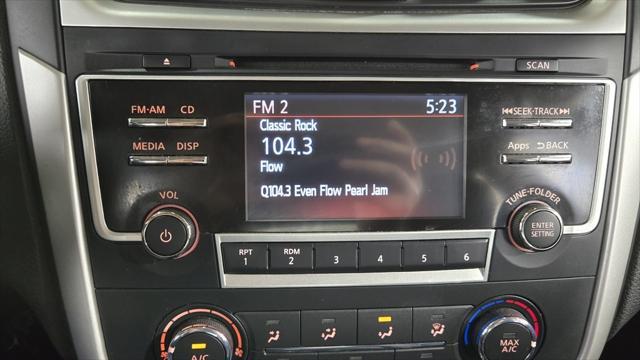 SCAN
FM 2 5:23
FM·AM CD
Classic Rock
SEEK·TRACK
104.3
MEDIA DISP
Flow
Apps BACK
Q104.3 Even Flow Pearl Jam
VOL
TUNE·FOLDER
ENTER
SETTING
RPT RDM
1 2 3 4 5 6
A/C
MAX
A/C